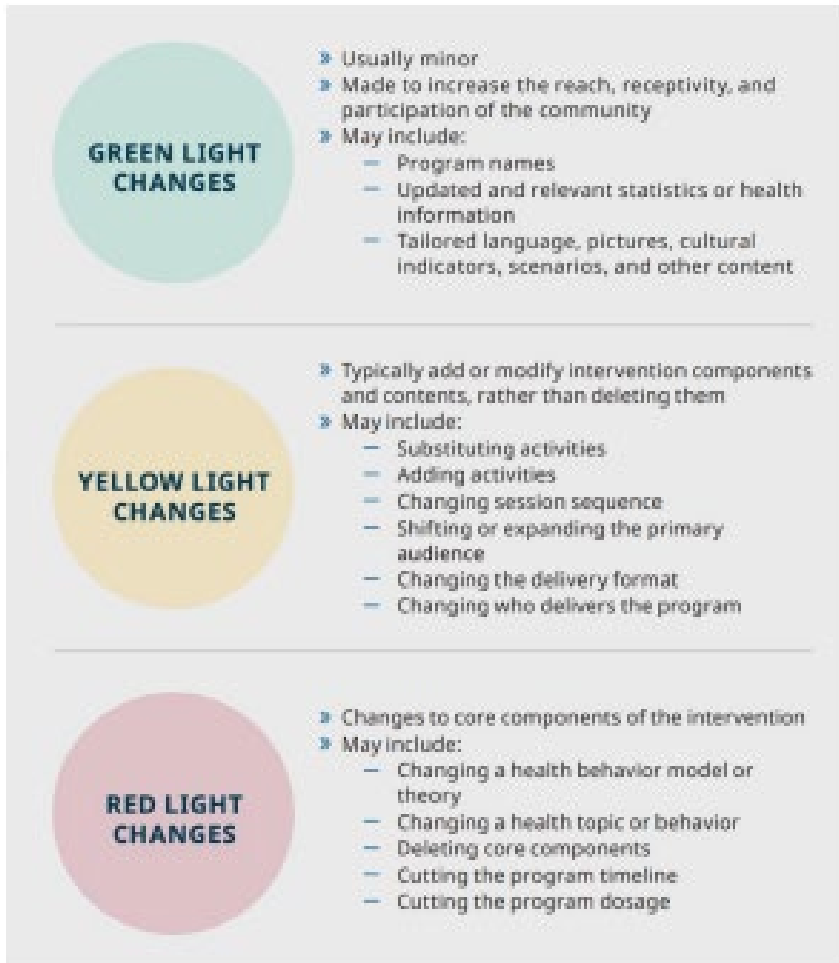 GREEN LIGHT
CHANGES
» Usually minor
» Made to increase the reach, receptivity, and
participation of the community
» May include:
— Program names
— Updated and relevant statistics or health
information
— Tailored language, pictures, cultural
indicators, scenarios, and other content
YELLOW LIGHT
CHANGES
» Typically add or modify intervention components
and contents, rather than deleting them
» May include:
— Substituting activities
— Adding activities
— Changing session sequence
— Shifting or expanding the primary
audience
— Changing the delivery format
— Changing who delivers the program
RED LIGHT
CHANGES
» Changes to core components of the intervention
» May include:
— Changing a health behavior model or
theory
— Changing a health topic or behavior
— Deleting core components
— Cutting the program timeline
— Cutting the program dosage